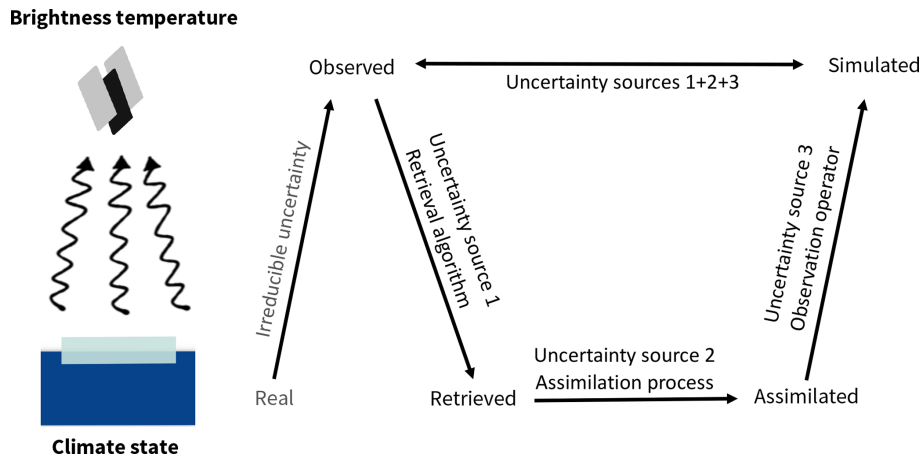 Brightness temperature
Observed
Simulated
Uncertainty sources 1+2+3
Irreducible uncertainty
Uncertainty source 1
Retrieval algorithm
Uncertainty source 3
Observation operator
Uncertainty source 2
Assimilation process
Real
Retrieved
Assimilated
Climate state